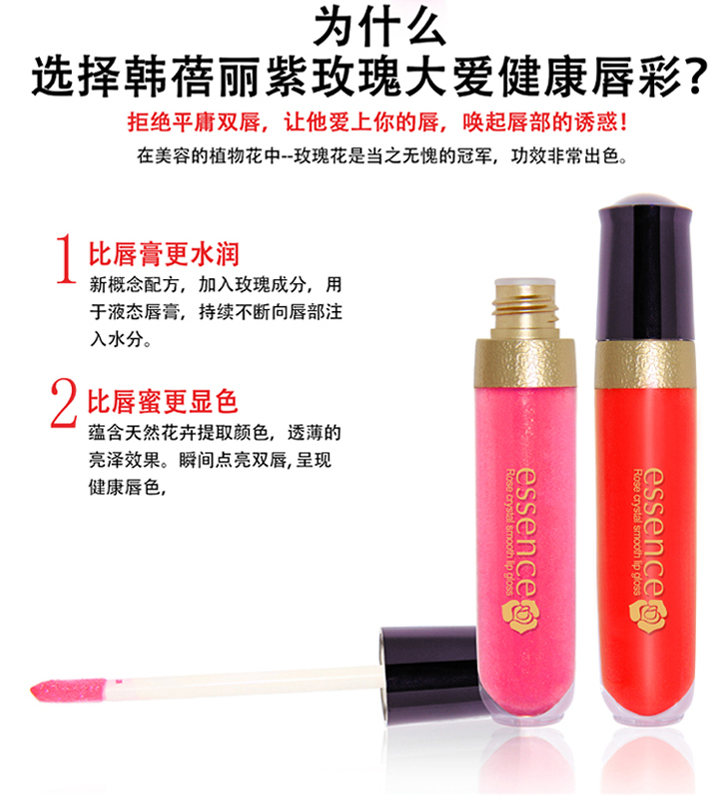 为什么
选择韩蓓丽紫玫瑰大爱健康唇彩?
拒绝平庸双唇，让他爱上你的唇，唤起唇部的诱惑！
在美容的植物花中--玫瑰花是当之无愧的冠军，功效非常出色。
1 比唇膏更水润
新概念配方，加入玫瑰成分，用
于液态唇膏，持续不断向唇部注
入水分。
2 比唇蜜更显色
蕴含天然花卉提取颜色，透薄的
亮泽效果。瞬间点亮双唇,呈现
健康唇色,
essence
Rose crystal smooth lip gloss
essence
Rose crystal smooth lip gloss